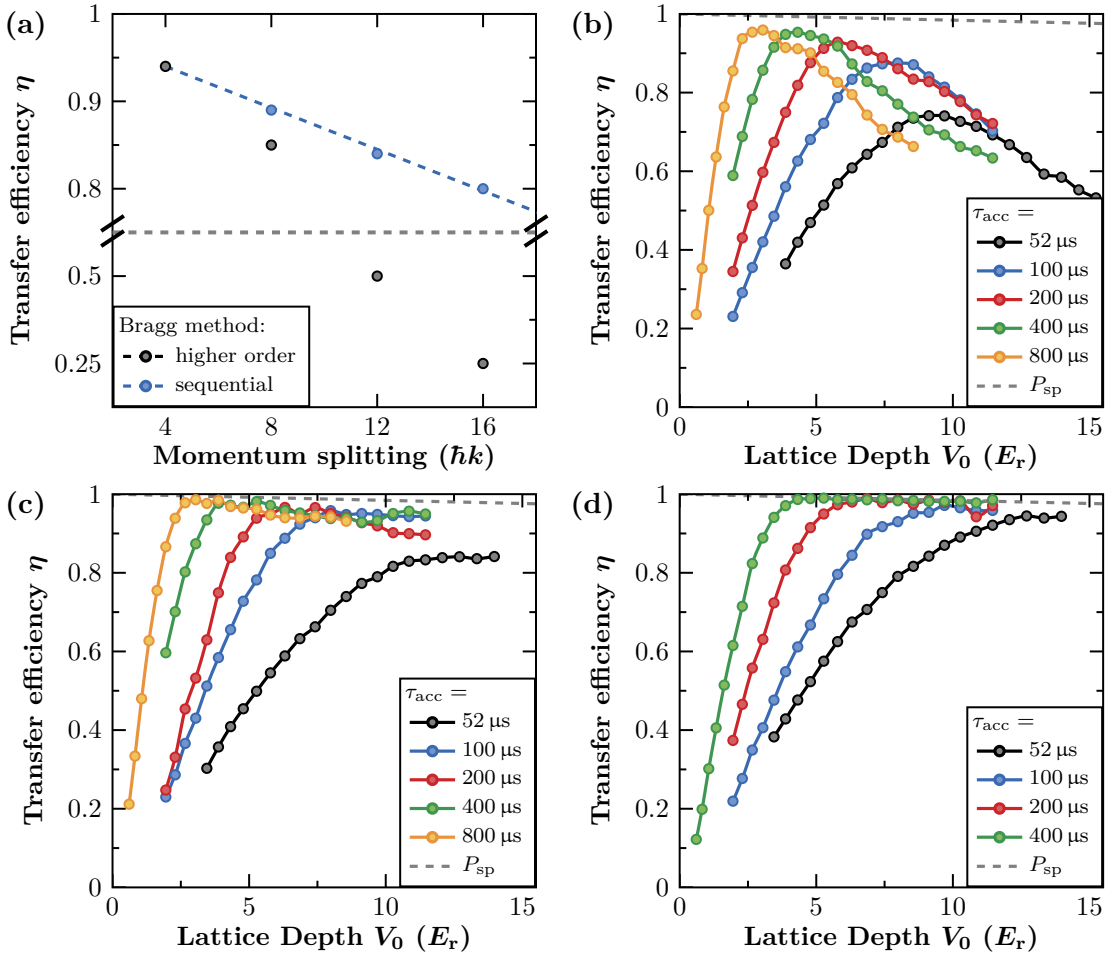 (a)
Transfer efficiency η
1
0.9
0.8
0.5
0.25
Bragg method:
higher order
sequential
4 8 12 16
Momentum splitting (ℏk)
(b)
Transfer efficiency η
1
0.8
0.6
0.4
0.2
0
τacc =
52 μs
100 μs
200 μs
400 μs
800 μs
Psp
0 5 10 15
Lattice Depth V0 (Er)
(c)
Transfer efficiency η
1
0.8
0.6
0.4
0.2
0
τacc =
52 μs
100 μs
200 μs
400 μs
800 μs
Psp
0 5 10 15
Lattice Depth V0 (Er)
(d)
Transfer efficiency η
1
0.8
0.6
0.4
0.2
0
τacc =
52 μs
100 μs
200 μs
400 μs
Psp
0 5 10 15
Lattice Depth V0 (Er)